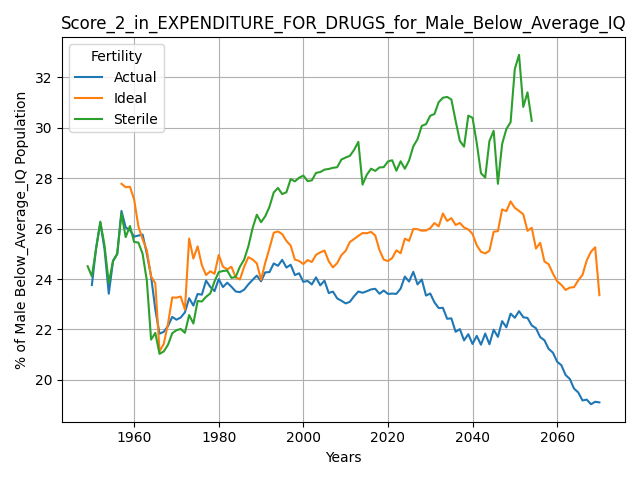 Score_2_in_EXPENDITURE_FOR_DRUGS_for_Male_Below_Average_IQ
Fertility
Actual
Ideal
Sterile
% of Male Below_Average_IQ Population
32
30
28
26
24
22
20
1960 1980 2000 2020 2040 2060
Years